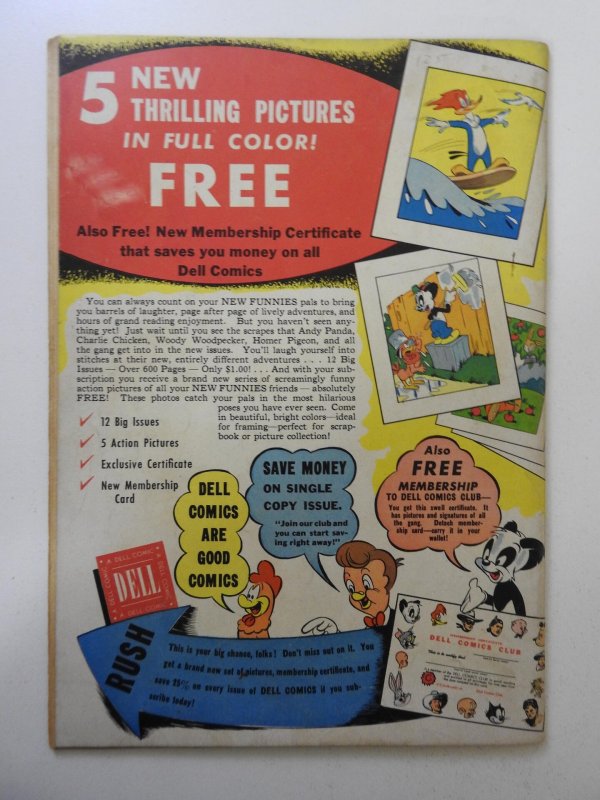 5 NEW
THRILLING PICTURES
IN FULL COLOR!
FREE
Also Free! New Membership Certificate
that saves you money on all
Dell Comics
You can always count on your NEW FUNNIES pals to bring
you barrels of laughter, page after page of lively adventures, and
hours of grand reading enjoyment. But you haven't seen any-
thing yet! Just wait until you see the scrapes that Andy Panda,
Charlie Chicken, Woody Woodpecker, Homer Pigeon, and all
the gang get into in the new issues. You'll laugh yourself into
stitches at their new, entirely different adventures . . . 12 Big
Issues — Over 600 Pages — Only $1.00! . . . And with your sub-
scription you receive a brand new series of screamingly funny
action pictures of all your NEW FUNNIES friends — absolutely
FREE! These photos catch your pals in the most hilarious
poses you have ever seen. Come
in beautiful, bright colors—ideal
for framing—perfect for scrap-
book or picture collection!
12 Big Issues
5 Action Pictures
Exclusive Certificate
New Membership
Card
DELL
COMICS
ARE
GOOD
COMICS
SAVE MONEY
ON SINGLE
COPY ISSUE.
"Join our club and
you can start sav-
ing right away!"
Also
FREE
MEMBERSHIP
TO DELL COMICS CLUB—
You get this swell certificate. It
has pictures and signatures of all
the gang. Detach member-
ship card—carry it in your
wallet!
DELL COMIC
DELL
DELL COMIC
RUSH
This is your big chance, folks! Don't miss out on it. You
get a brand new set of pictures, membership certificate, and
save 25% on every issue of DELL COMICS if you sub-
scribe today!
MEMBERSHIP CERTIFICATE
DELL COMICS CLUB